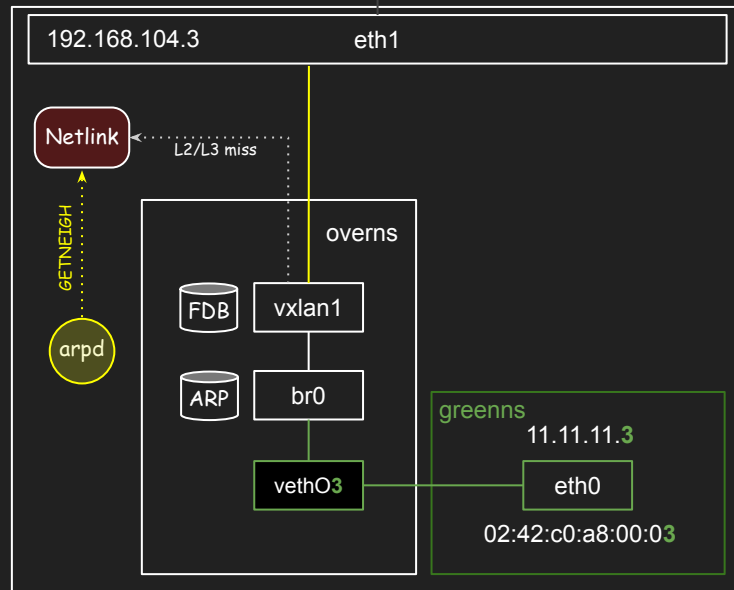 192.168.104.3
eth1
Netlink
L2/L3 miss
GETNEIGH
overns
FDB
vxlan1
arpd
ARP
br0
greenns
11.11.11.3
vethO3
eth0
02:42:c0:a8:00:03